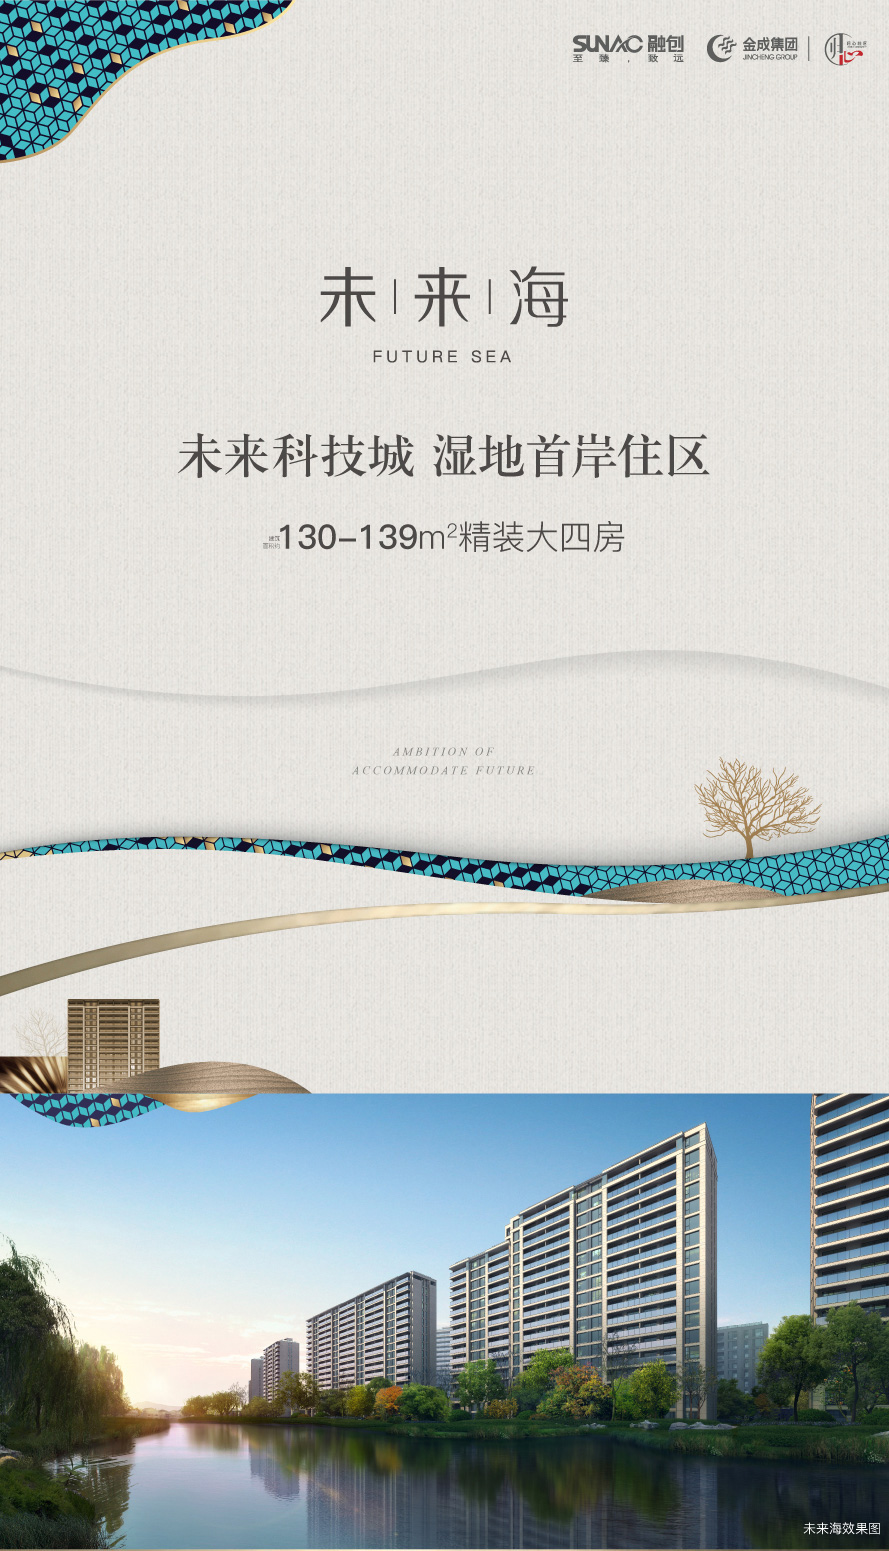 SUNAC 融创
至臻,致远
金成集团
JINCHENG GROUP
未来海
FUTURE SEA
未来科技城 湿地首岸住区
建筑面积约130-139m²精装大四房
AMBITION OF
ACCOMMODATE FUTURE
未来海效果图